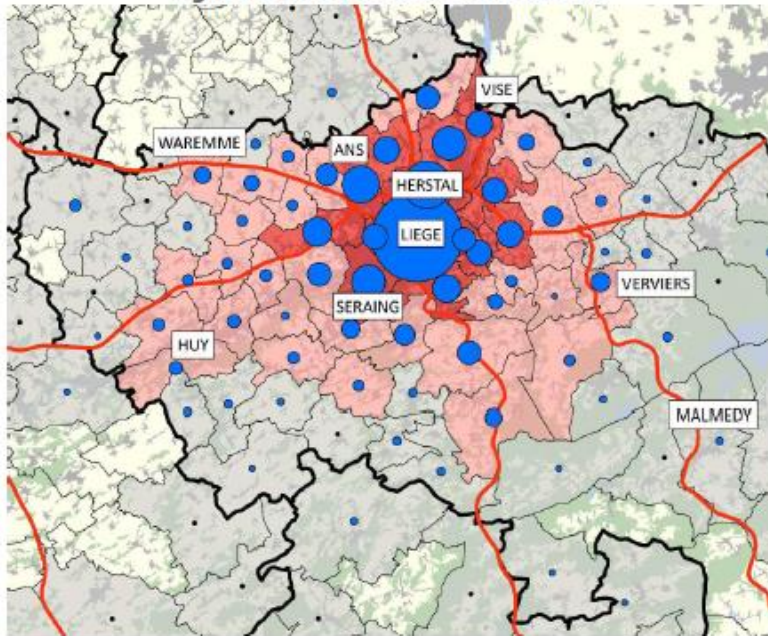 VISE
WAREMME
ANS
HERSTAL
LIEGE
VERVIERS
SERAING
HUY
MALMEDY